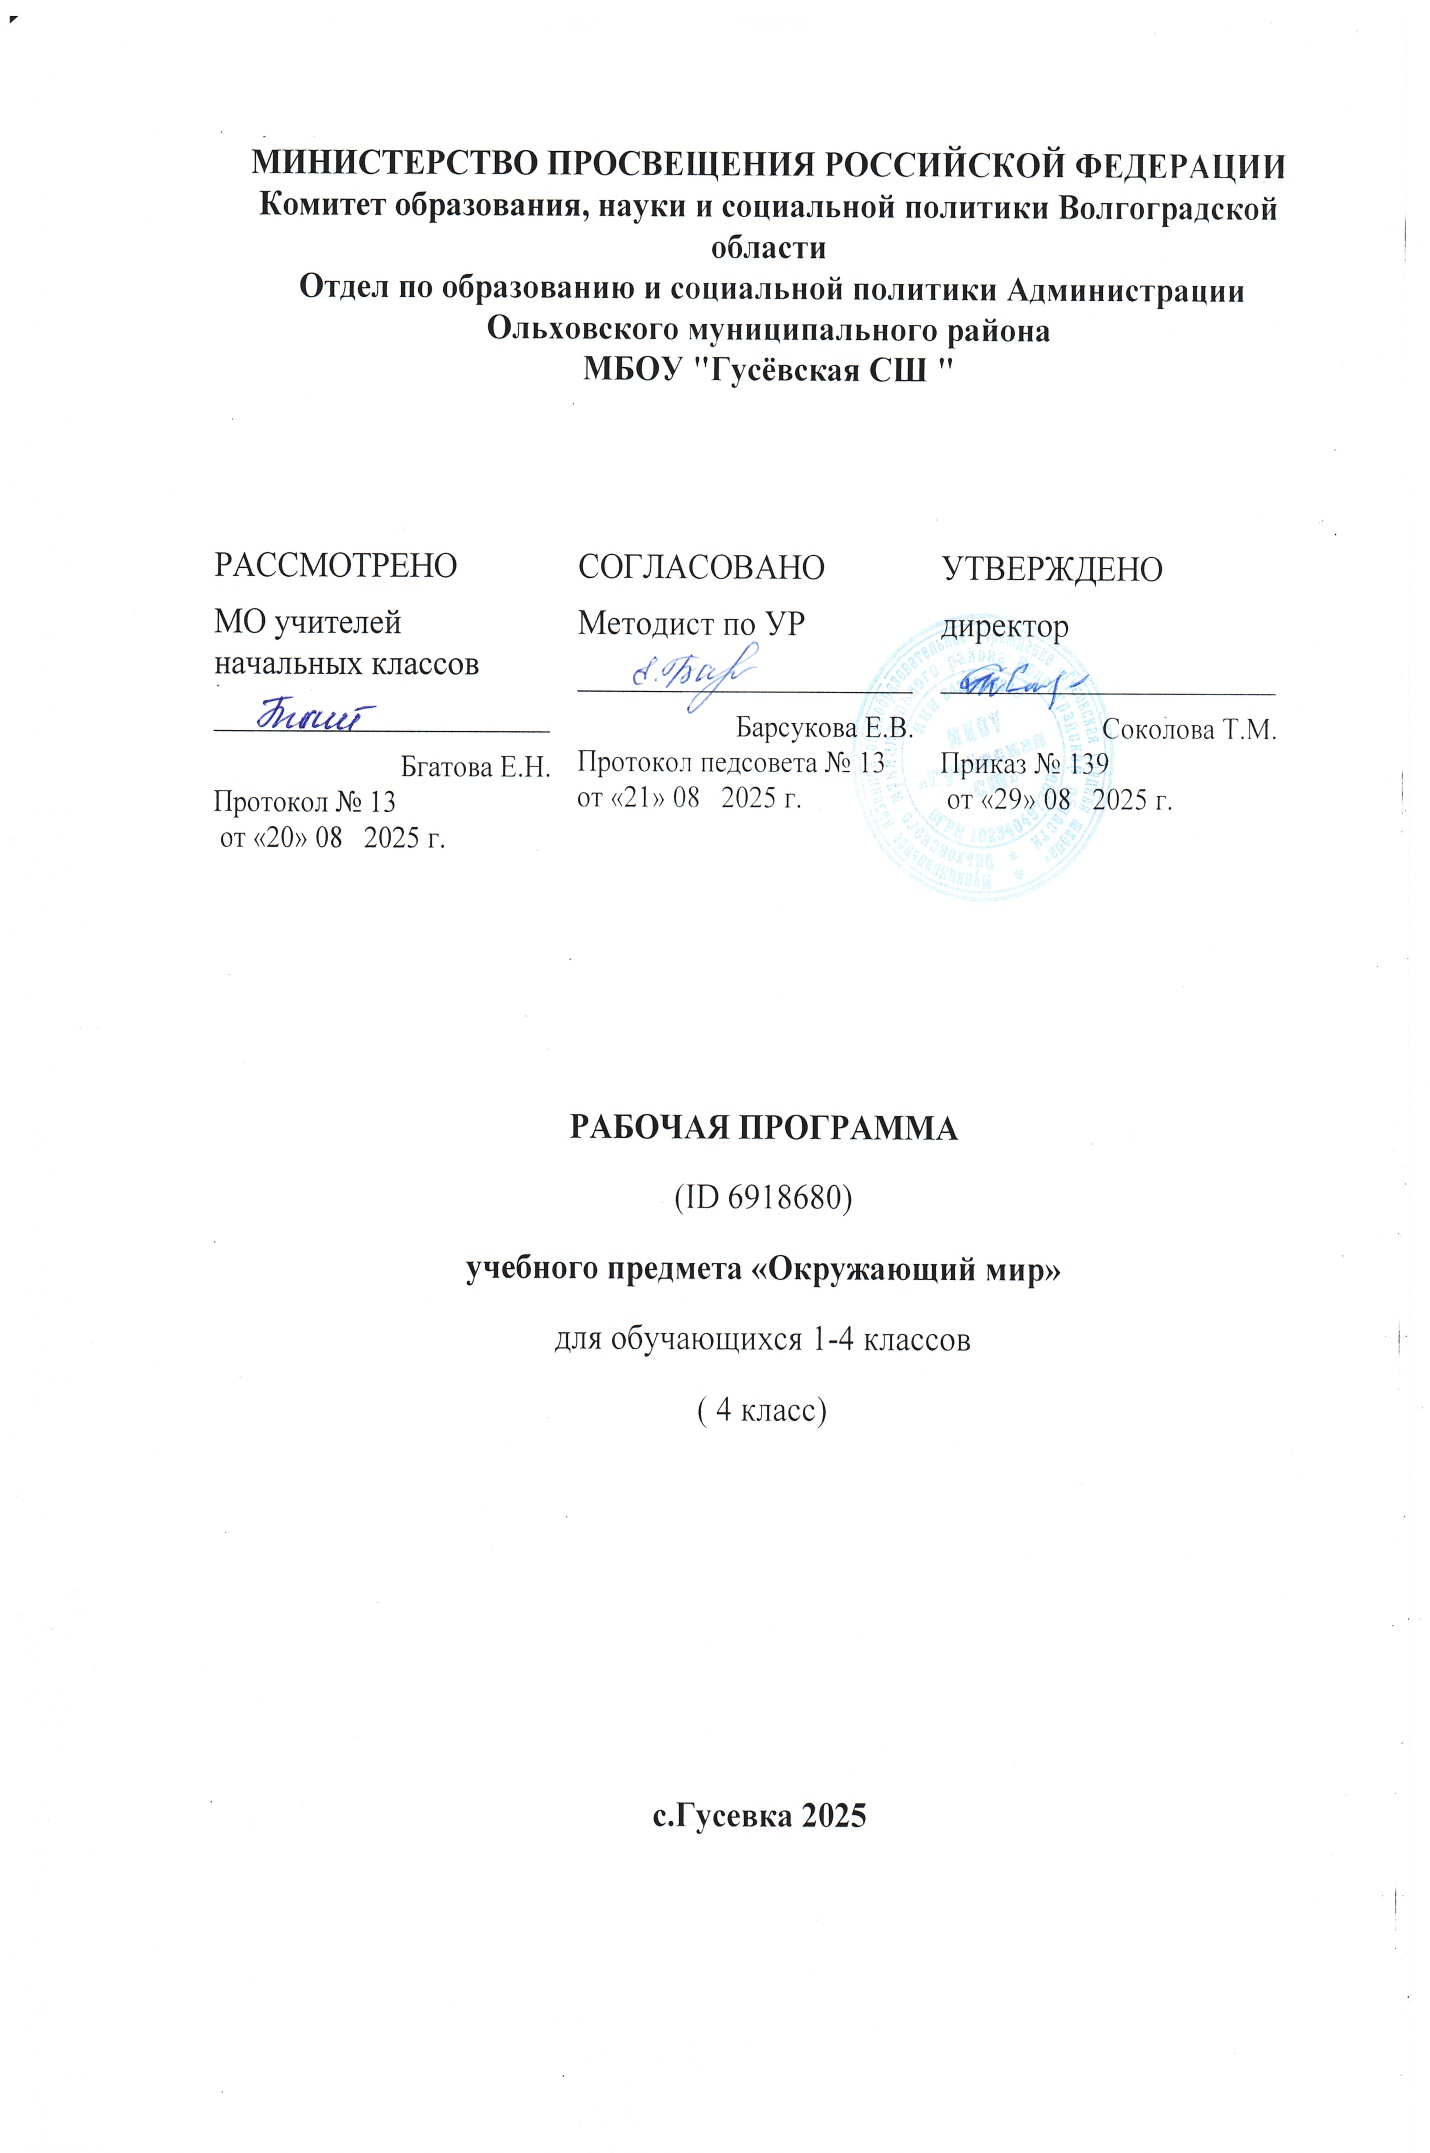 МИНИСТЕРСТВО ПРОСВЕЩЕНИЯ РОССИЙСКОЙ ФЕДЕРАЦИИ
Комитет образования, науки и социальной политики Волгоградской
области
Отдел по образованию и социальной политики Администрации
Ольховского муниципального района
МБОУ "Гусёвская СШ "
РАССМОТРЕНО
МО учителей
начальных классов
Бгатова Е.Н.
Протокол № 13
от «20» 08 2025 г.
СОГЛАСОВАНО
Методист по УР
Барсукова Е.В.
Протокол педсовета № 13
от «21» 08 2025 г.
УТВЕРЖДЕНО
директор
Соколова Т.М.
Приказ № 139
от «29» 08 2025 г.
РАБОЧАЯ ПРОГРАММА
(ID 6918680)
учебного предмета «Окружающий мир»
для обучающихся 1-4 классов
( 4 класс)
с.Гусевка 2025